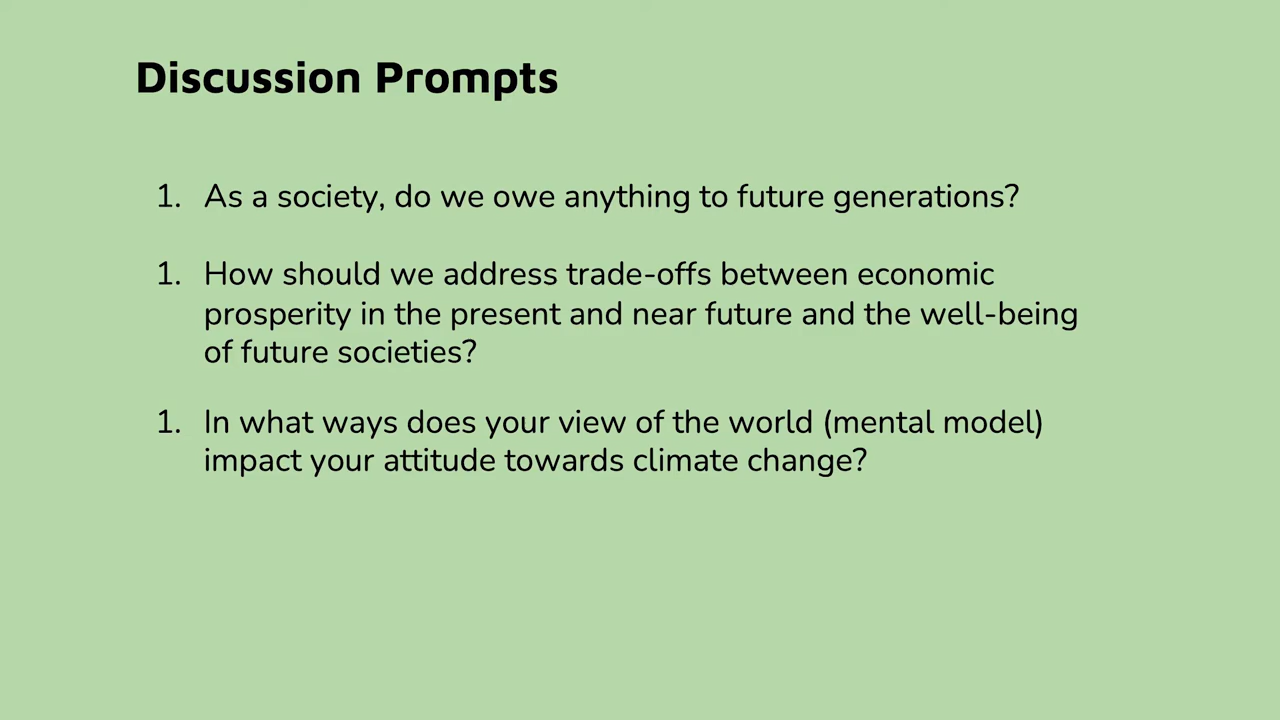 Discussion Prompts
1. As a society, do we owe anything to future generations?
1. How should we address trade-offs between economic
prosperity in the present and near future and the well-being
of future societies?
1. In what ways does your view of the world (mental model)
impact your attitude towards climate change?